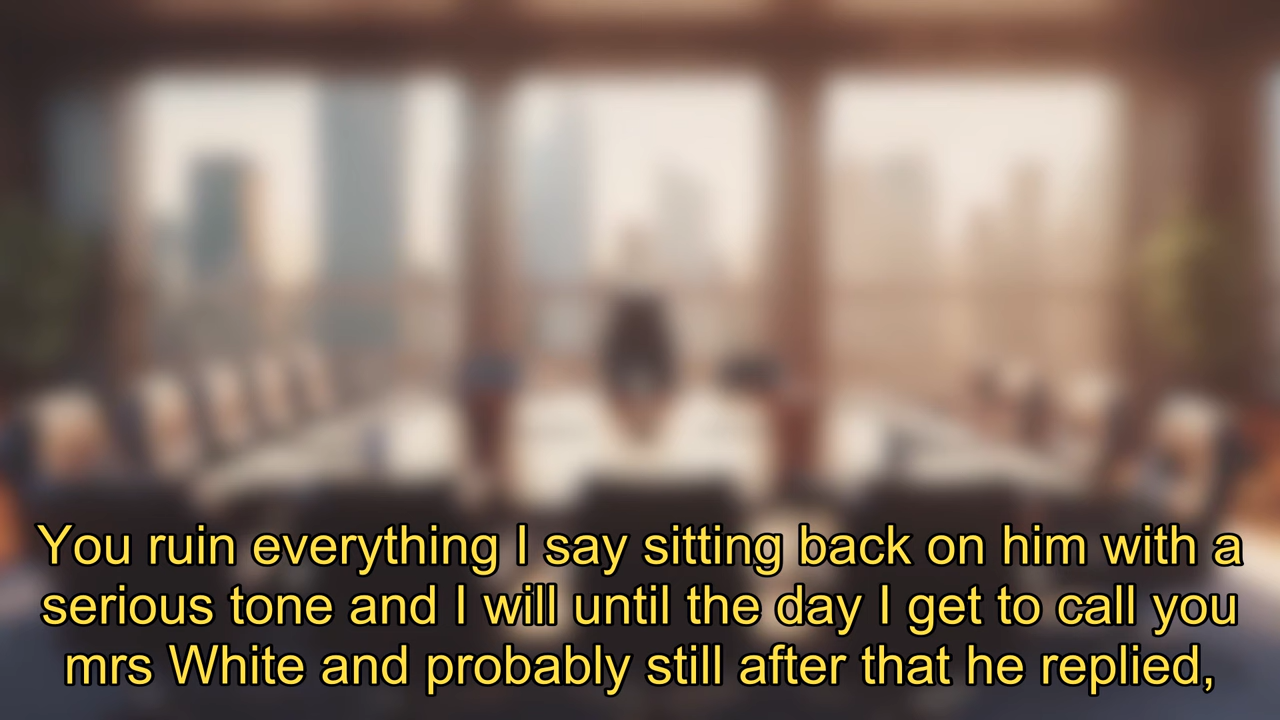 You ruin everything I say sitting back on him with a
serious tone and I will until the day I get to call you
mrs White and probably still after that he replied,